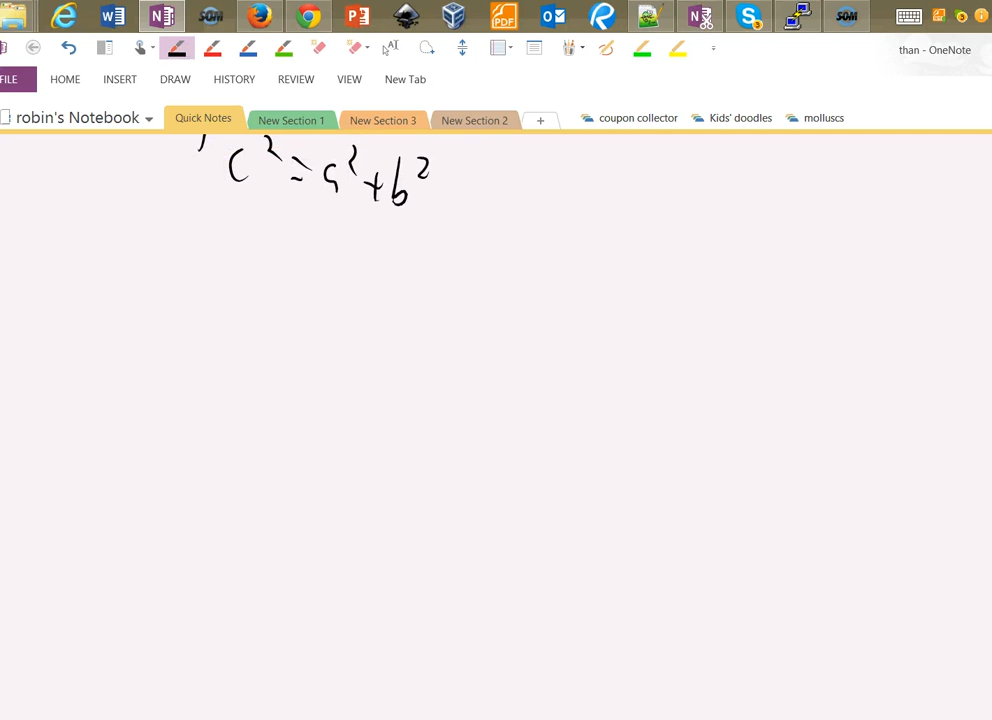 than - OneNote
FILE HOME INSERT DRAW HISTORY REVIEW VIEW New Tab
robin's Notebook Quick Notes New Section 1 New Section 3 New Section 2 + coupon collector Kids' doodles molluscs
c² = a² + b²